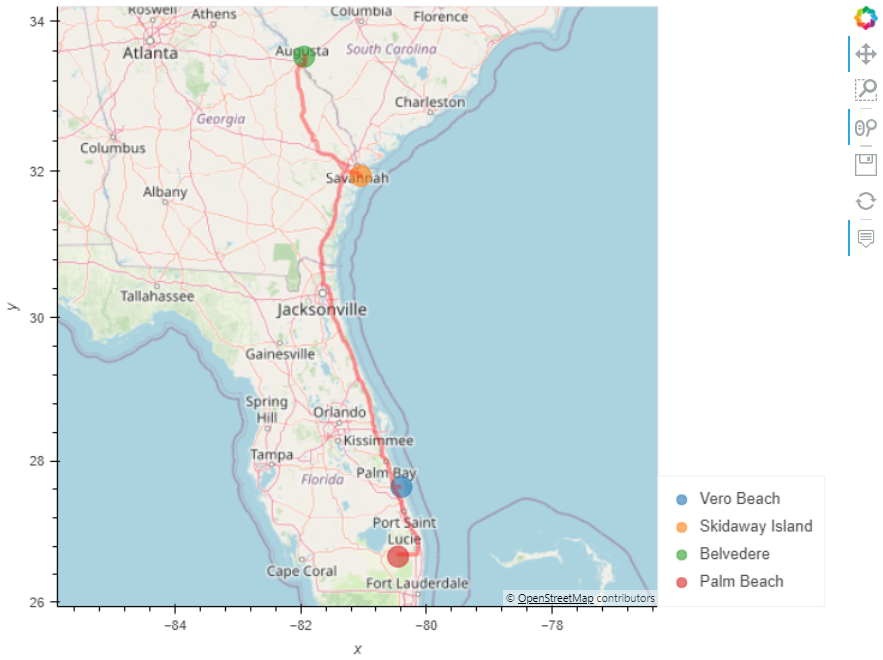 34
Roswell
Athens
Columbia
Florence
Atlanta
Augusta
South Carolina
Charleston
Georgia
Columbus
32
Savannah
Albany
Tallahassee
30
Jacksonville
y
Gainesville
Spring
Hill
Orlando
Kissimmee
28
Tampa
Palm Bay
Florida
Vero Beach
Port Saint
Lucie
Skidaway Island
Belvedere
Cape Coral
Fort Lauderdale
Palm Beach
26
© OpenStreetMap contributors
−84
−82
−80
−78
x